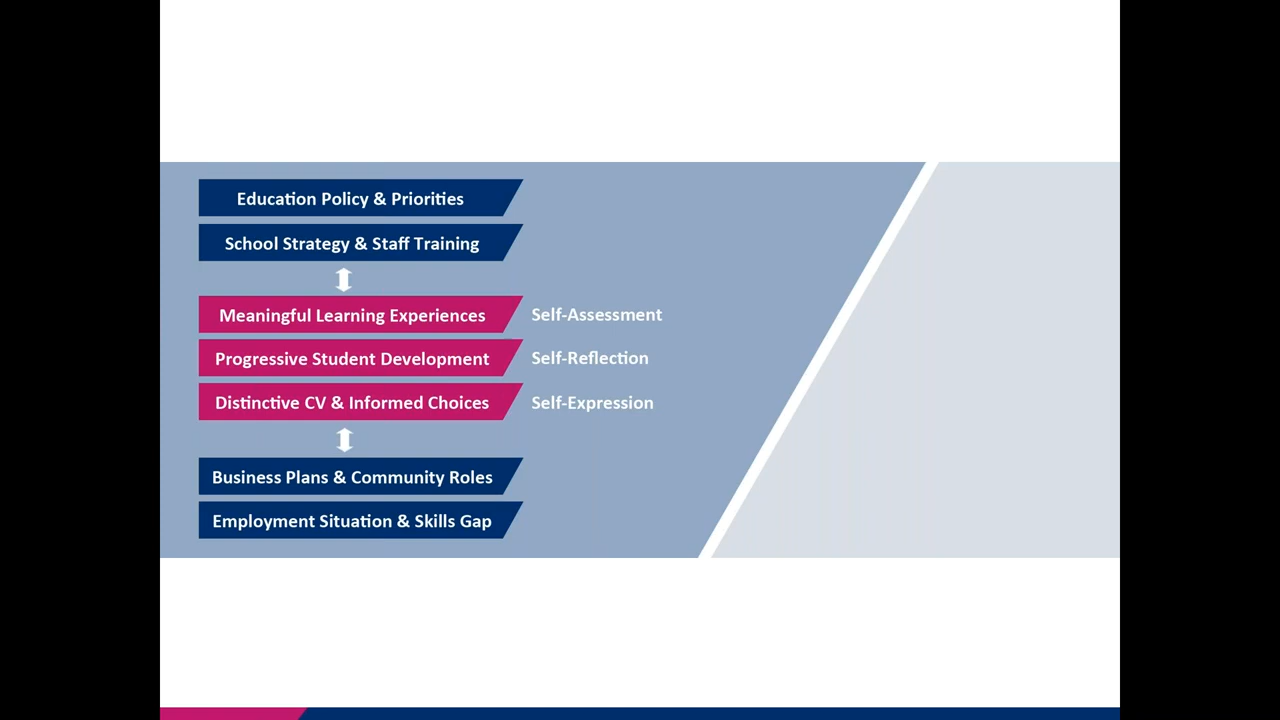 Education Policy & Priorities
School Strategy & Staff Training
Meaningful Learning Experiences
Self-Assessment
Progressive Student Development
Self-Reflection
Distinctive CV & Informed Choices
Self-Expression
Business Plans & Community Roles
Employment Situation & Skills Gap